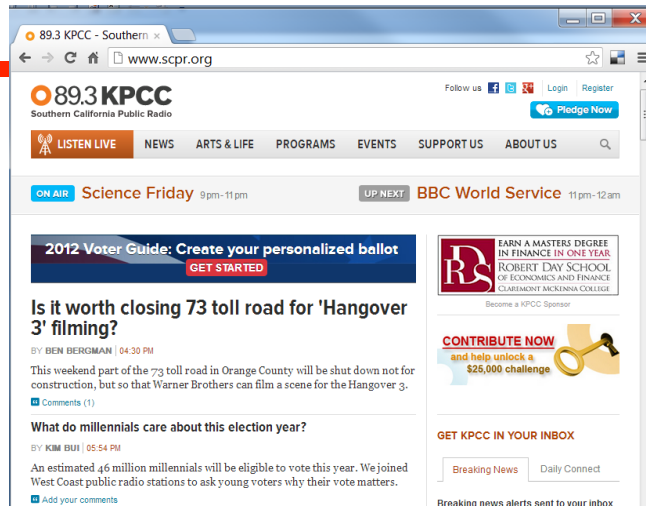 89.3 KPCC - Southern
www.scpr.org
89.3 KPCC
Southern California Public Radio
Follow us
Login
Register
Pledge Now
LISTEN LIVE
NEWS
ARTS & LIFE
PROGRAMS
EVENTS
SUPPORT US
ABOUT US
ON AIR Science Friday 9pm-11pm
UP NEXT BBC World Service 11pm-12am
2012 Voter Guide: Create your personalized ballot
GET STARTED
Is it worth closing 73 toll road for 'Hangover
3' filming?
BY BEN BERGMAN | 04:30 PM
This weekend part of the 73 toll road in Orange County will be shut down not for
construction, but so that Warner Brothers can film a scene for the Hangover 3.
Comments (1)
What do millennials care about this election year?
BY KIM BUI | 05:54 PM
An estimated 46 million millennials will be eligible to vote this year. We joined
West Coast public radio stations to ask young voters why their vote matters.
Add your comments
RDS
EARN A MASTERS DEGREE
IN FINANCE IN ONE YEAR
ROBERT DAY SCHOOL
OF ECONOMICS AND FINANCE
CLAREMONT MCKENNA COLLEGE
Become a KPCC Sponsor
CONTRIBUTE NOW
and help unlock a
$25,000 challenge
GET KPCC IN YOUR INBOX
Breaking News
Daily Connect
Breaking news alerts sent to your inbox